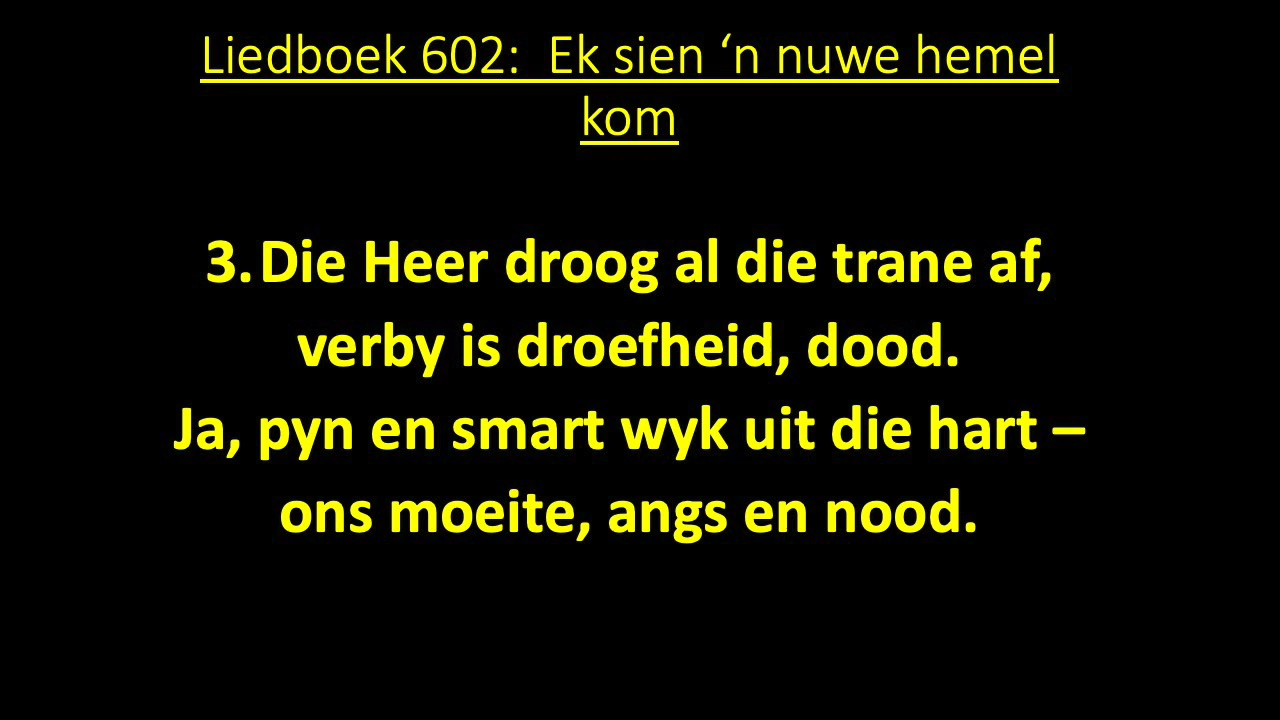 Liedboek 602:  Ek sien ‘n nuwe hemel
kom
3. Die Heer droog al die trane af,
verby is droefheid, dood.
Ja, pyn en smart wyk uit die hart –
ons moeite, angs en nood.